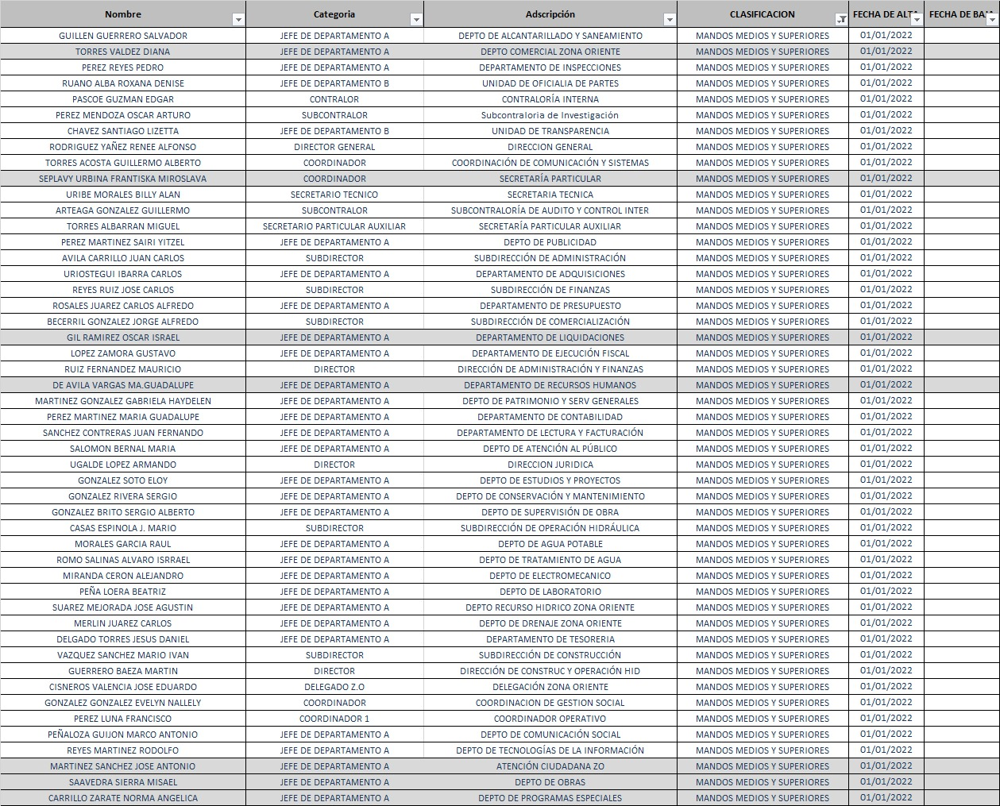 Nombre Categoria Adscripción CLASIFICACION FECHA DE ALTA FECHA DE BAJA
GUILLEN GUERRERO SALVADOR JEFE DE DEPARTAMENTO A DEPTO DE ALCANTARILLADO Y SANEAMIENTO MANDOS MEDIOS Y SUPERIORES 01/01/2022
TORRES VALDEZ DIANA JEFE DE DEPARTAMENTO A DEPTO COMERCIAL ZONA ORIENTE MANDOS MEDIOS Y SUPERIORES 01/01/2022
PEREZ REYES PEDRO JEFE DE DEPARTAMENTO A DEPARTAMENTO DE INSPECCIONES MANDOS MEDIOS Y SUPERIORES 01/01/2022
RUANO ALBA ROXANA DENISE JEFE DE DEPARTAMENTO B UNIDAD DE OFICIALIA DE PARTES MANDOS MEDIOS Y SUPERIORES 01/01/2022
PASCOE GUZMAN EDGAR CONTRALOR CONTRALORÍA INTERNA MANDOS MEDIOS Y SUPERIORES 01/01/2022
PEREZ MENDOZA OSCAR ARTURO SUBCONTRALOR Subcontraloria de Investigación MANDOS MEDIOS Y SUPERIORES 01/01/2022
CHAVEZ SANTIAGO LIZETTA JEFE DE DEPARTAMENTO B UNIDAD DE TRANSPARENCIA MANDOS MEDIOS Y SUPERIORES 01/01/2022
RODRIGUEZ YAÑEZ RENEE ALFONSO DIRECTOR GENERAL DIRECCION GENERAL MANDOS MEDIOS Y SUPERIORES 01/01/2022
TORRES ACOSTA GUILLERMO ALBERTO COORDINADOR COORDINACIÓN DE COMUNICACIÓN Y SISTEMAS MANDOS MEDIOS Y SUPERIORES 01/01/2022
SEPLAVY URBINA FRANTISKA MIROSLAVA COORDINADOR SECRETARÍA PARTICULAR MANDOS MEDIOS Y SUPERIORES 01/01/2022
URIBE MORALES BILLY ALAN SECRETARIO TECNICO SECRETARIA TECNICA MANDOS MEDIOS Y SUPERIORES 01/01/2022
ARTEAGA GONZALEZ GUILLERMO SUBCONTRALOR SUBCONTRALORÍA DE AUDITO Y CONTROL INTER MANDOS MEDIOS Y SUPERIORES 01/01/2022
TORRES ALBARRAN MIGUEL SECRETARIO PARTICULAR AUXILIAR SECRETARÍA PARTICULAR AUXILIAR MANDOS MEDIOS Y SUPERIORES 01/01/2022
PEREZ MARTINEZ SAIRI YITZEL JEFE DE DEPARTAMENTO A DEPTO DE PUBLICIDAD MANDOS MEDIOS Y SUPERIORES 01/01/2022
AVILA CARRILLO JUAN CARLOS SUBDIRECTOR SUBDIRECCIÓN DE ADMINISTRACIÓN MANDOS MEDIOS Y SUPERIORES 01/01/2022
URIOSTEGUI IBARRA CARLOS JEFE DE DEPARTAMENTO A DEPARTAMENTO DE ADQUISICIONES MANDOS MEDIOS Y SUPERIORES 01/01/2022
REYES RUIZ JOSE CARLOS SUBDIRECTOR SUBDIRECCIÓN DE FINANZAS MANDOS MEDIOS Y SUPERIORES 01/01/2022
ROSALES JUAREZ CARLOS ALFREDO JEFE DE DEPARTAMENTO A DEPARTAMENTO DE PRESUPUESTO MANDOS MEDIOS Y SUPERIORES 01/01/2022
BECERRIL GONZALEZ JORGE ALFREDO SUBDIRECTOR SUBDIRECCIÓN DE COMERCIALIZACIÓN MANDOS MEDIOS Y SUPERIORES 01/01/2022
GIL RAMIREZ OSCAR ISRAEL JEFE DE DEPARTAMENTO A DEPARTAMENTO DE LIQUIDACIONES MANDOS MEDIOS Y SUPERIORES 01/01/2022
LOPEZ ZAMORA GUSTAVO JEFE DE DEPARTAMENTO A DEPARTAMENTO DE EJECUCIÓN FISCAL MANDOS MEDIOS Y SUPERIORES 01/01/2022
RUIZ FERNANDEZ MAURICIO DIRECTOR DIRECCIÓN DE ADMINISTRACIÓN Y FINANZAS MANDOS MEDIOS Y SUPERIORES 01/01/2022
DE AVILA VARGAS MA.GUADALUPE JEFE DE DEPARTAMENTO A DEPARTAMENTO DE RECURSOS HUMANOS MANDOS MEDIOS Y SUPERIORES 01/01/2022
MARTINEZ GONZALEZ GABRIELA HAYDELEN JEFE DE DEPARTAMENTO A DEPTO DE PATRIMONIO Y SERV GENERALES MANDOS MEDIOS Y SUPERIORES 01/01/2022
PEREZ MARTINEZ MARIA GUADALUPE JEFE DE DEPARTAMENTO A DEPARTAMENTO DE CONTABILIDAD MANDOS MEDIOS Y SUPERIORES 01/01/2022
SANCHEZ CONTRERAS JUAN FERNANDO JEFE DE DEPARTAMENTO A DEPARTAMENTO DE LECTURA Y FACTURACIÓN MANDOS MEDIOS Y SUPERIORES 01/01/2022
SALOMON BERNAL MARIA JEFE DE DEPARTAMENTO A DEPTO DE ATENCIÓN AL PÚBLICO MANDOS MEDIOS Y SUPERIORES 01/01/2022
UGALDE LOPEZ ARMANDO DIRECTOR DIRECCION JURIDICA MANDOS MEDIOS Y SUPERIORES 01/01/2022
GONZALEZ SOTO ELOY JEFE DE DEPARTAMENTO A DEPTO DE ESTUDIOS Y PROYECTOS MANDOS MEDIOS Y SUPERIORES 01/01/2022
GONZALEZ RIVERA SERGIO JEFE DE DEPARTAMENTO A DEPTO DE CONSERVACIÓN Y MANTENIMIENTO MANDOS MEDIOS Y SUPERIORES 01/01/2022
GONZALEZ BRITO SERGIO ALBERTO JEFE DE DEPARTAMENTO A DEPTO DE SUPERVISIÓN DE OBRA MANDOS MEDIOS Y SUPERIORES 01/01/2022
CASAS ESPINOLA J. MARIO SUBDIRECTOR SUBDIRECCIÓN DE OPERACIÓN HIDRÁULICA MANDOS MEDIOS Y SUPERIORES 01/01/2022
MORALES GARCIA RAUL JEFE DE DEPARTAMENTO A DEPTO DE AGUA POTABLE MANDOS MEDIOS Y SUPERIORES 01/01/2022
ROMO SALINAS ALVARO ISRRAEL JEFE DE DEPARTAMENTO A DEPTO DE TRATAMIENTO DE AGUA MANDOS MEDIOS Y SUPERIORES 01/01/2022
MIRANDA CERON ALEJANDRO JEFE DE DEPARTAMENTO A DEPTO DE ELECTROMECANICO MANDOS MEDIOS Y SUPERIORES 01/01/2022
PEÑA LOERA BEATRIZ JEFE DE DEPARTAMENTO A DEPTO DE LABORATORIO MANDOS MEDIOS Y SUPERIORES 01/01/2022
SUAREZ MEJORADA JOSE AGUSTIN JEFE DE DEPARTAMENTO A DEPTO RECURSO HIDRICO ZONA ORIENTE MANDOS MEDIOS Y SUPERIORES 01/01/2022
MERLIN JUAREZ CARLOS JEFE DE DEPARTAMENTO A DEPTO DE DRENAJE ZONA ORIENTE MANDOS MEDIOS Y SUPERIORES 01/01/2022
DELGADO TORRES JESUS DANIEL JEFE DE DEPARTAMENTO A DEPARTAMENTO DE TESORERIA MANDOS MEDIOS Y SUPERIORES 01/01/2022
VAZQUEZ SANCHEZ MARIO IVAN SUBDIRECTOR SUBDIRECCIÓN DE CONSTRUCCIÓN MANDOS MEDIOS Y SUPERIORES 01/01/2022
GUERRERO BAEZA MARTIN DIRECTOR DIRECCIÓN DE CONSTRUC Y OPERACIÓN HID MANDOS MEDIOS Y SUPERIORES 01/01/2022
CISNEROS VALENCIA JOSE EDUARDO DELEGADO Z.O DELEGACIÓN ZONA ORIENTE MANDOS MEDIOS Y SUPERIORES 01/01/2022
GONZALEZ GONZALEZ EVELYN NALLELY COORDINADOR COORDINACION DE GESTION SOCIAL MANDOS MEDIOS Y SUPERIORES 01/01/2022
PEREZ LUNA FRANCISCO COORDINADOR 1 COORDINADOR OPERATIVO MANDOS MEDIOS Y SUPERIORES 01/01/2022
PEÑALOZA GUIJON MARCO ANTONIO JEFE DE DEPARTAMENTO A DEPTO DE COMUNICACIÓN SOCIAL MANDOS MEDIOS Y SUPERIORES 01/01/2022
REYES MARTINEZ RODOLFO JEFE DE DEPARTAMENTO A DEPTO DE TECNOLOGÍAS DE LA INFORMACIÓN MANDOS MEDIOS Y SUPERIORES 01/01/2022
MARTINEZ SANCHEZ JOSE ANTONIO JEFE DE DEPARTAMENTO A ATENCIÓN CIUDADANA ZO MANDOS MEDIOS Y SUPERIORES 01/01/2022
SAAVEDRA SIERRA MISAEL JEFE DE DEPARTAMENTO A DEPTO DE OBRAS MANDOS MEDIOS Y SUPERIORES 01/01/2022
CARRILLO ZARATE NORMA ANGELICA JEFE DE DEPARTAMENTO A DEPTO DE PROGRAMAS ESPECIALES MANDOS MEDIOS Y SUPERIORES 01/01/2022